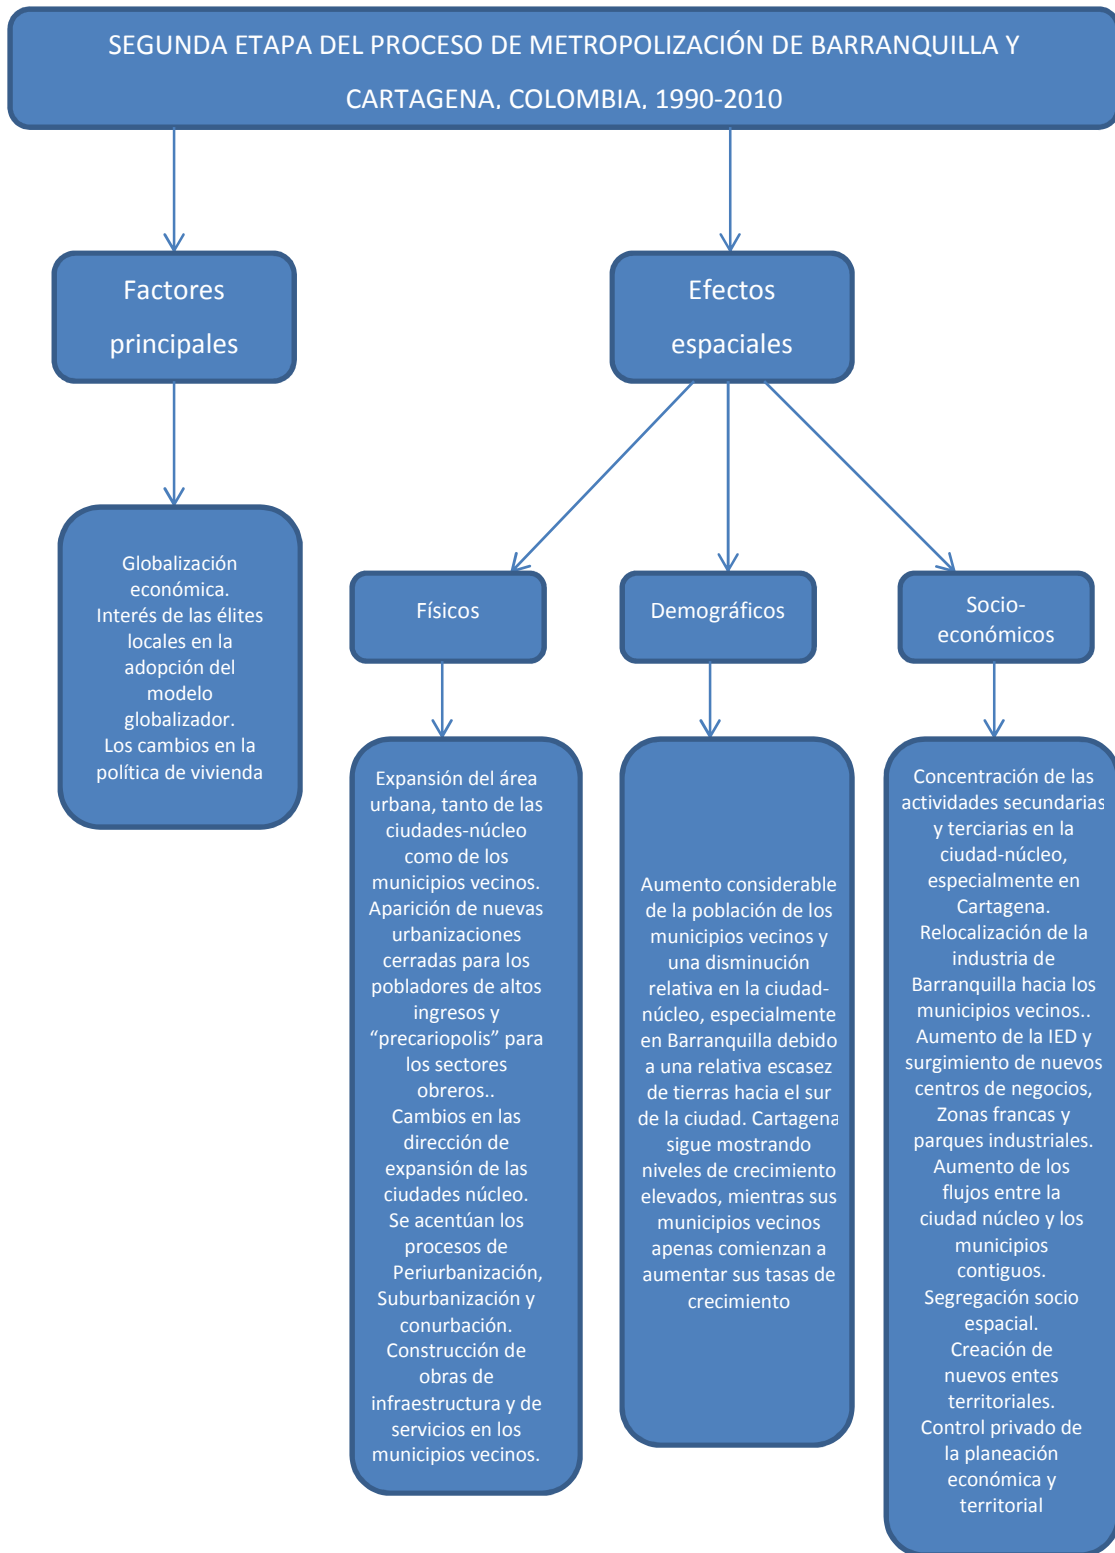 SEGUNDA ETAPA DEL PROCESO DE METROPOLIZACIÓN DE BARRANQUILLA Y
CARTAGENA. COLOMBIA. 1990-2010
Factores
principales
Efectos
espaciales
Globalización
económica.
Interés de las élites
locales en la
adopción del
modelo
globalizador.
Los cambios en la
política de vivienda
Físicos
Demográficos
Socio-
económicos
Expansión del área
urbana, tanto de las
ciudades-núcleo
como de los
municipios vecinos.
Aparición de nuevas
urbanizaciones
cerradas para los
pobladores de altos
ingresos y
“precariopolis” para
los sectores
obreros..
Cambios en las
dirección de
expansión de las
ciudades núcleo.
Se acentúan los
procesos de
Periurbanización,
Suburbanización y
conurbación.
Construcción de
obras de
infraestructura y de
servicios en los
municipios vecinos.
Aumento considerable
de la población de los
municipios vecinos y
una disminución
relativa en la ciudad-
núcleo, especialmente
en Barranquilla debido
a una relativa escasez
de tierras hacia el sur
de la ciudad. Cartagena
sigue mostrando
niveles de crecimiento
elevados, mientras sus
municipios vecinos
apenas comienzan a
aumentar sus tasas de
crecimiento
Concentración de las
actividades secundarias
y terciarias en la
ciudad-núcleo,
especialmente en
Cartagena.
Relocalización de la
industria de
Barranquilla hacia los
municipios vecinos..
Aumento de la IED y
surgimiento de nuevos
centros de negocios,
Zonas francas y
parques industriales.
Aumento de los
flujos entre la
ciudad núcleo y los
municipios
contiguos.
Segregación socio
espacial.
Creación de
nuevos entes
territoriales.
Control privado de
la planeación
económica y
territorial